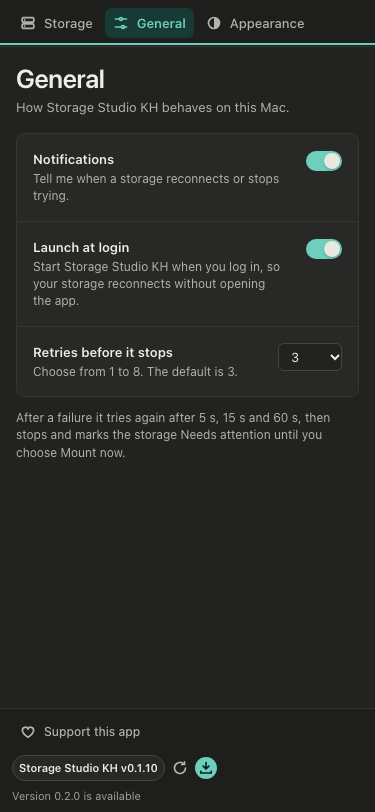 Storage
General
Appearance
General
How Storage Studio KH behaves on this Mac.
Notifications
Tell me when a storage reconnects or stops
trying.
Launch at login
Start Storage Studio KH when you log in, so
your storage reconnects without opening
the app.
Retries before it stops
3
Choose from 1 to 8. The default is 3.
After a failure it tries again after 5 s, 15 s and 60 s, then
stops and marks the storage Needs attention until you
choose Mount now.
Support this app
Storage Studio KH v0.1.10
Version 0.2.0 is available